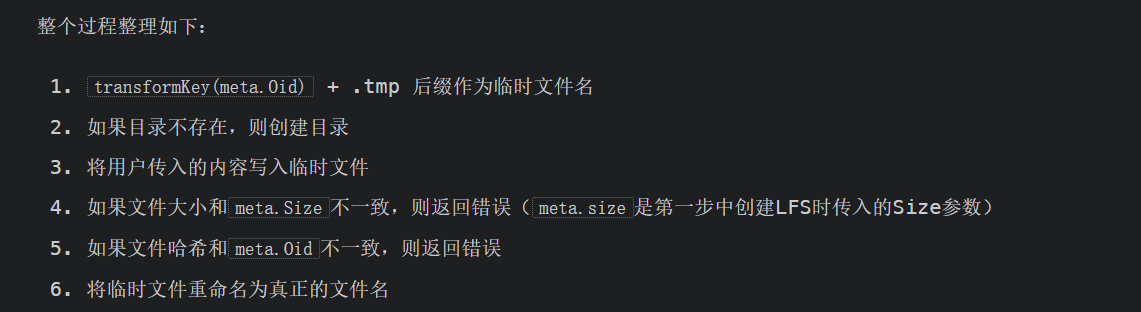 整个过程整理如下：
1. transformKey(meta.Oid) + .tmp 后缀作为临时文件名
2. 如果目录不存在，则创建目录
3. 将用户传入的内容写入临时文件
4. 如果文件大小和meta.Size不一致，则返回错误（meta.size是第一步中创建LFS时传入的Size参数）
5. 如果文件哈希和meta.Oid不一致，则返回错误
6. 将临时文件重命名为真正的文件名